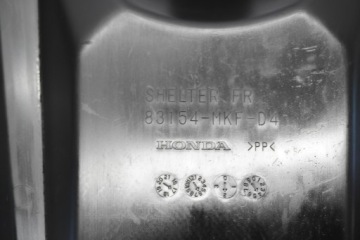 SHELTER FR
83154-MKF-D4
HONDA >PP<